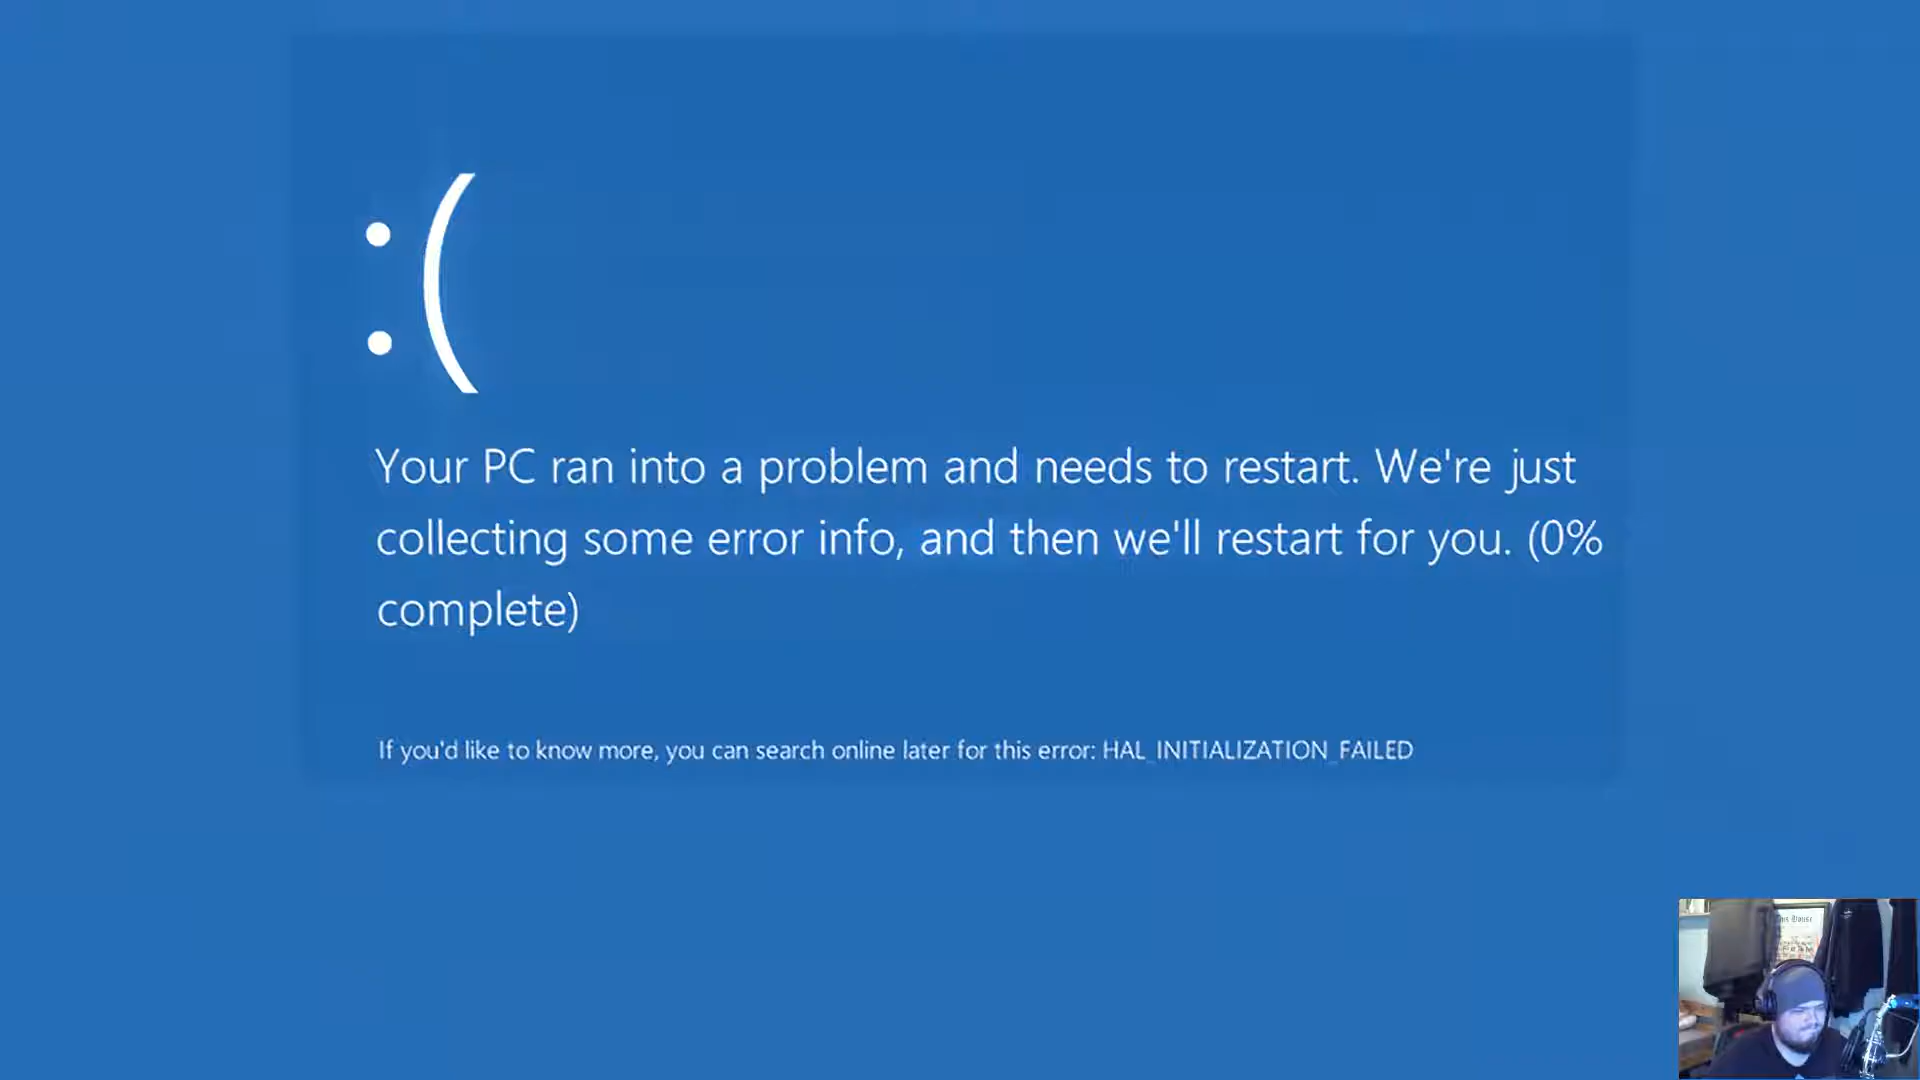 :(
Your PC ran into a problem and needs to restart. We're just
collecting some error info, and then we'll restart for you. (0%
complete)
If you'd like to know more, you can search online later for this error: HAL_INITIALIZATION_FAILED
House